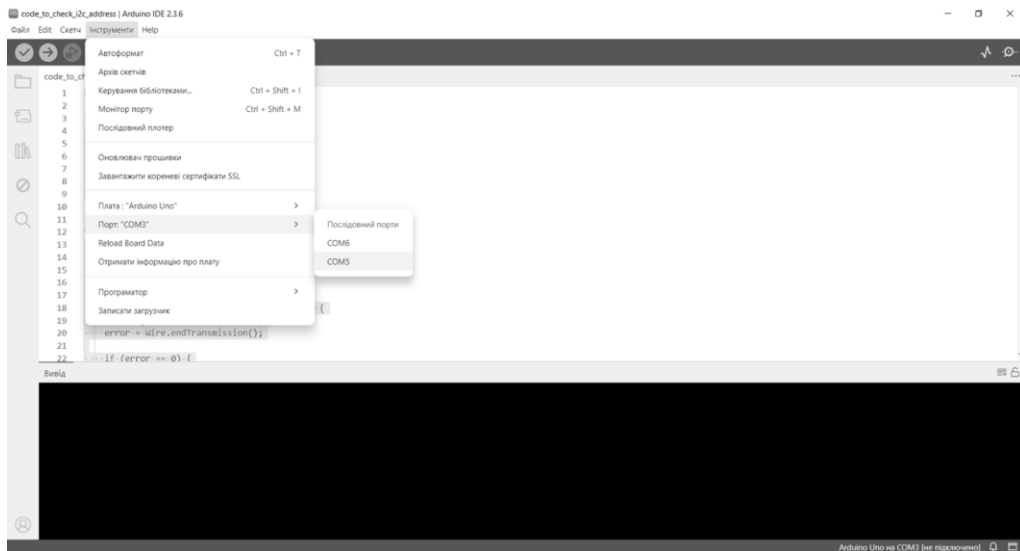 code_to_check_i2c_address | Arduino IDE 2.3.6
Файл Edit Скетч Інструменти Help
code_to_ch
Автоформат Ctrl + T
Архів скетчів
Керування бібліотеками... Ctrl + Shift + I
Монітор порту Ctrl + Shift + M
Послідовний плотер
Оновлювач прошивки
Завантажити кореневі сертифікати SSL
Плата : "Arduino Uno"
Порт: "COM3"
Reload Board Data
Отримати інформацію про плату
Програматор
Записати загрузчик
Послідовний порти
COM6
COM5
1
2
3
4
5
6
7
8
9
10
11
12
13
14
15
16
17
18 {
19
20 error = Wire.endTransmission();
21
22 if (error == 0) {
Вивід
Arduino Uno на COM3 [не підключено]